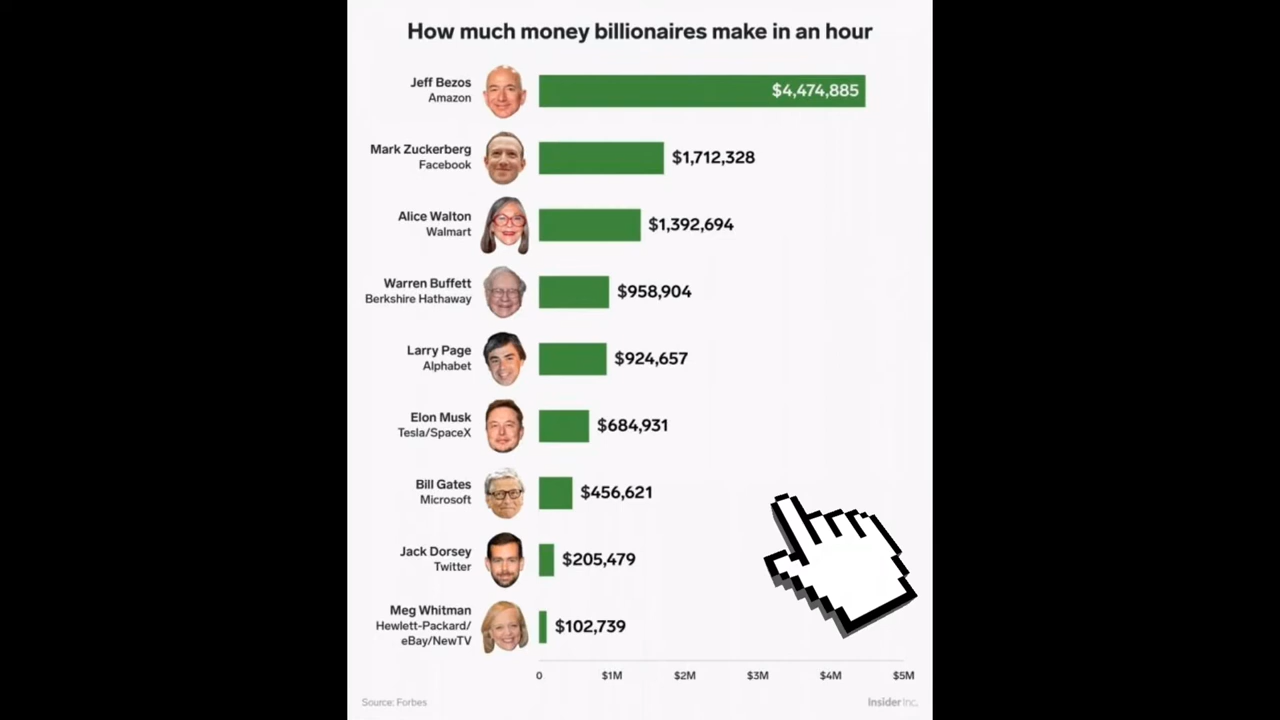 How much money billionaires make in an hour
Jeff Bezos
Amazon
$4,474,885
Mark Zuckerberg
Facebook
$1,712,328
Alice Walton
Walmart
$1,392,694
Warren Buffett
Berkshire Hathaway
$958,904
Larry Page
Alphabet
$924,657
Elon Musk
Tesla/SpaceX
$684,931
Bill Gates
Microsoft
$456,621
Jack Dorsey
Twitter
$205,479
Meg Whitman
Hewlett-Packard/
eBay/NewTV
$102,739
0 $1M $2M $3M $4M $5M
Source: Forbes
Insider Inc.